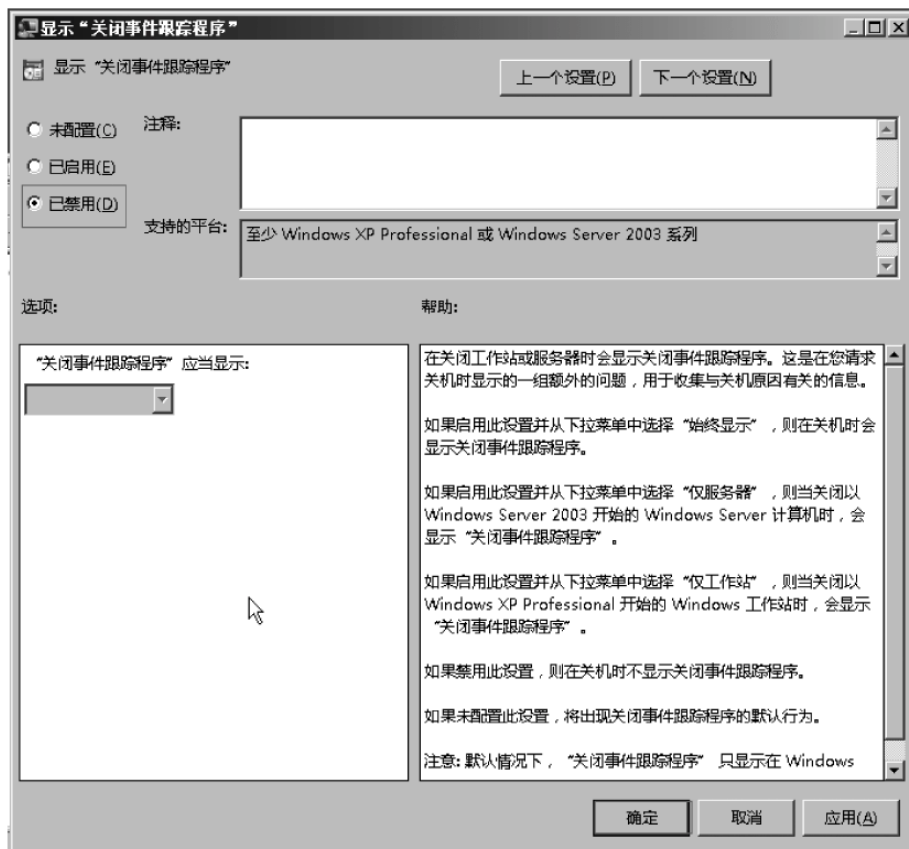 显示“关闭事件跟踪程序”
显示 “关闭事件跟踪程序”
上一个设置(P)
下一个设置(N)
未配置(C)
注释:
已启用(E)
已禁用(D)
支持的平台:
至少 Windows XP Professional 或 Windows Server 2003 系列
选项:
帮助:
“关闭事件跟踪程序” 应当显示:
在关闭工作站或服务器时会显示关闭事件跟踪程序。这是在您请求
关机时显示的一组额外的问题，用于收集与关机原因有关的信息。
如果启用此设置并从下拉菜单中选择 “始终显示” ，则在关机时会
显示关闭事件跟踪程序。
如果启用此设置并从下拉菜单中选择 “仅服务器” ，则当关闭以
Windows Server 2003 开始的 Windows Server 计算机时，会
显示 “关闭事件跟踪程序” 。
如果启用此设置并从下拉菜单中选择 “仅工作站” ，则当关闭以
Windows XP Professional 开始的 Windows 工作站时，会显示
“关闭事件跟踪程序” 。
如果禁用此设置，则在关机时不显示关闭事件跟踪程序。
如果未配置此设置，将出现关闭事件跟踪程序的默认行为。
注意: 默认情况下， “关闭事件跟踪程序” 只显示在 Windows
确定
取消
应用(A)